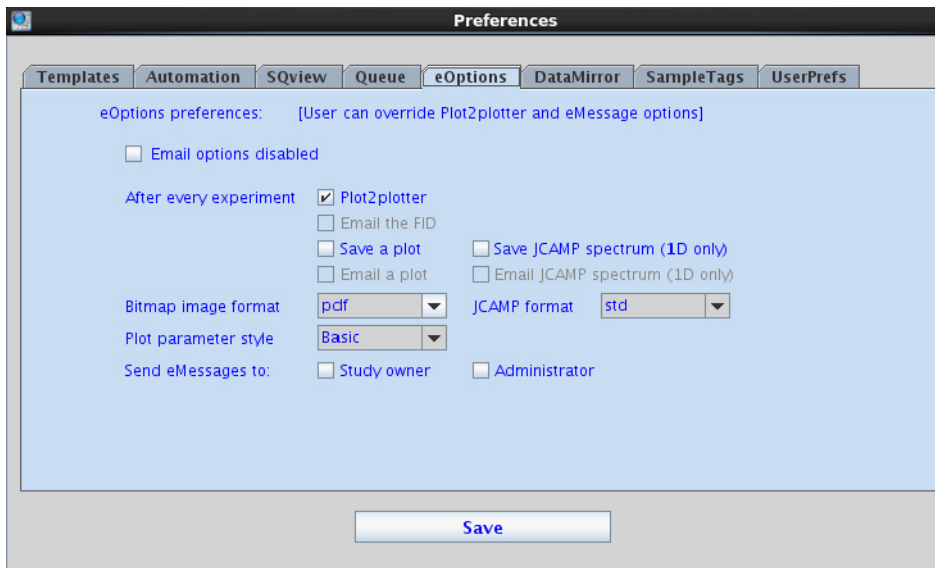 Preferences
Templates Automation SQview Queue eOptions DataMirror SampleTags UserPrefs
eOptions preferences: [User can override Plot2plotter and eMessage options]
Email options disabled
After every experiment Plot2plotter
Email the FID
Save a plot Save JCAMP spectrum (1D only)
Email a plot Email JCAMP spectrum (1D only)
Bitmap image format pdf JCAMP format std
Plot parameter style Basic
Send eMessages to: Study owner Administrator
Save